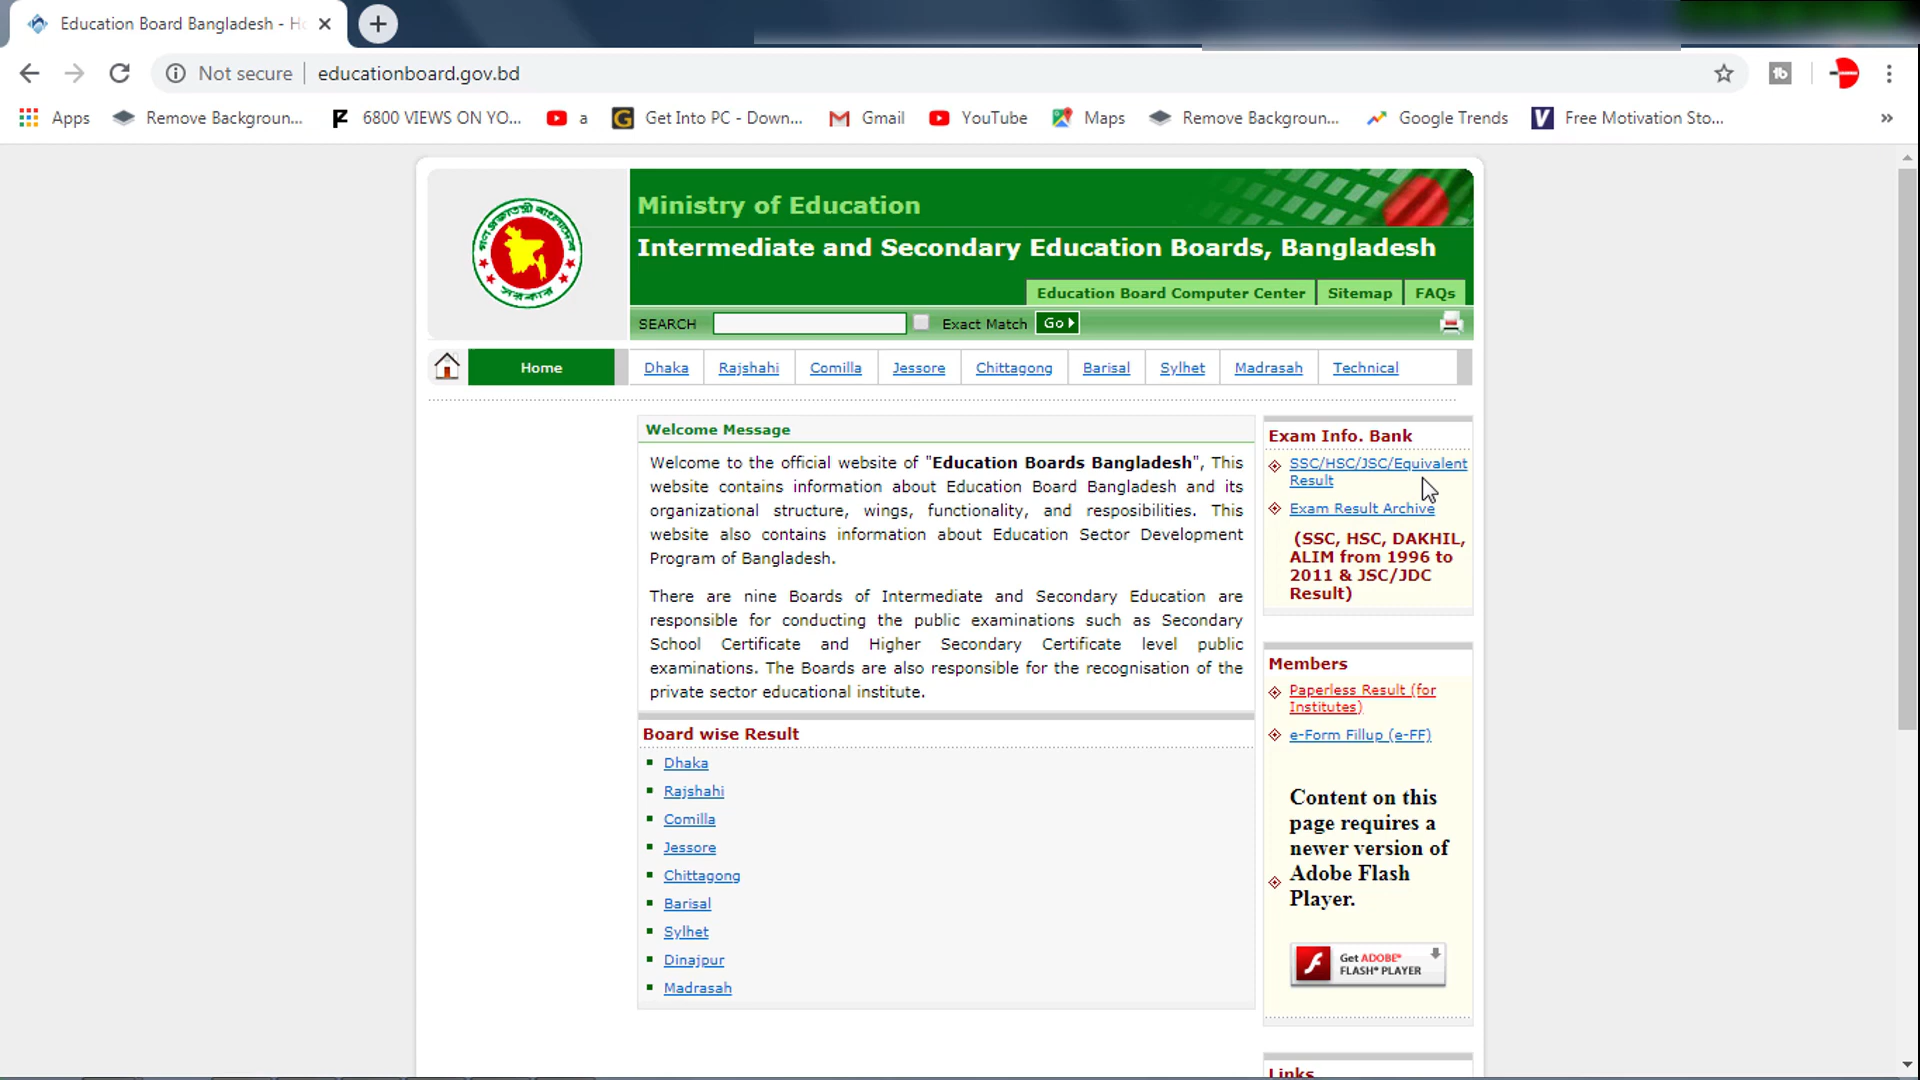 Education Board Bangladesh - Ho
Not secure
educationboard.gov.bd
Apps
Remove Backgroun...
6800 VIEWS ON YO...
a
Get Into PC - Down...
Gmail
YouTube
Maps
Remove Backgroun...
Google Trends
Free Motivation Sto...
»
গণপ্রজাতন্ত্রী বাংলাদেশ
সরকার
Ministry of Education
Intermediate and Secondary Education Boards, Bangladesh
Education Board Computer Center
Sitemap
FAQs
SEARCH
Exact Match
Go
Home
Dhaka
Rajshahi
Comilla
Jessore
Chittagong
Barisal
Sylhet
Madrasah
Technical
Welcome Message
Welcome to the official website of "Education Boards Bangladesh", This
website contains information about Education Board Bangladesh and its
organizational structure, wings, functionality, and resposibilities. This
website also contains information about Education Sector Development
Program of Bangladesh.
There are nine Boards of Intermediate and Secondary Education are
responsible for conducting the public examinations such as Secondary
School Certificate and Higher Secondary Certificate level public
examinations. The Boards are also responsible for the recognisation of the
private sector educational institute.
Board wise Result
Dhaka
Rajshahi
Comilla
Jessore
Chittagong
Barisal
Sylhet
Dinajpur
Madrasah
Exam Info. Bank
SSC/HSC/JSC/Equivalent
Result
Exam Result Archive
(SSC, HSC, DAKHIL,
ALIM from 1996 to
2011 & JSC/JDC
Result)
Members
Paperless Result (for
Institutes)
e-Form Fillup (e-FF)
Content on this
page requires a
newer version of
Adobe Flash
Player.
Get ADOBE®
FLASH® PLAYER
Links